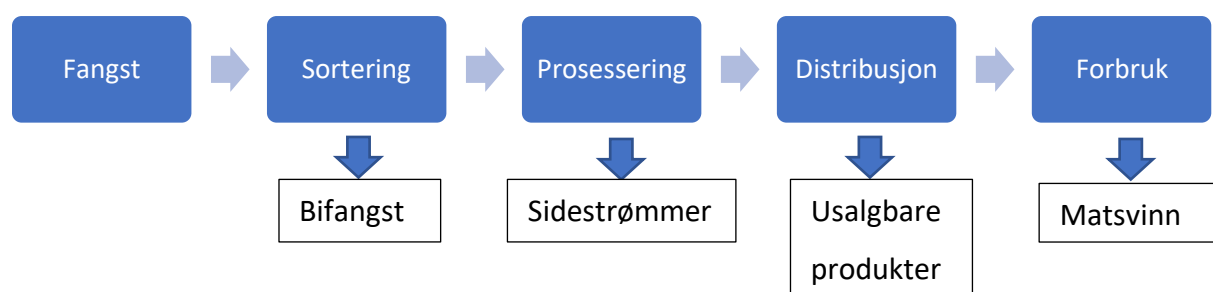 Fangst
Sortering
Prosessering
Distribusjon
Forbruk
Bifangst
Sidestrømmer
Usalgbare
produkter
Matsvinn